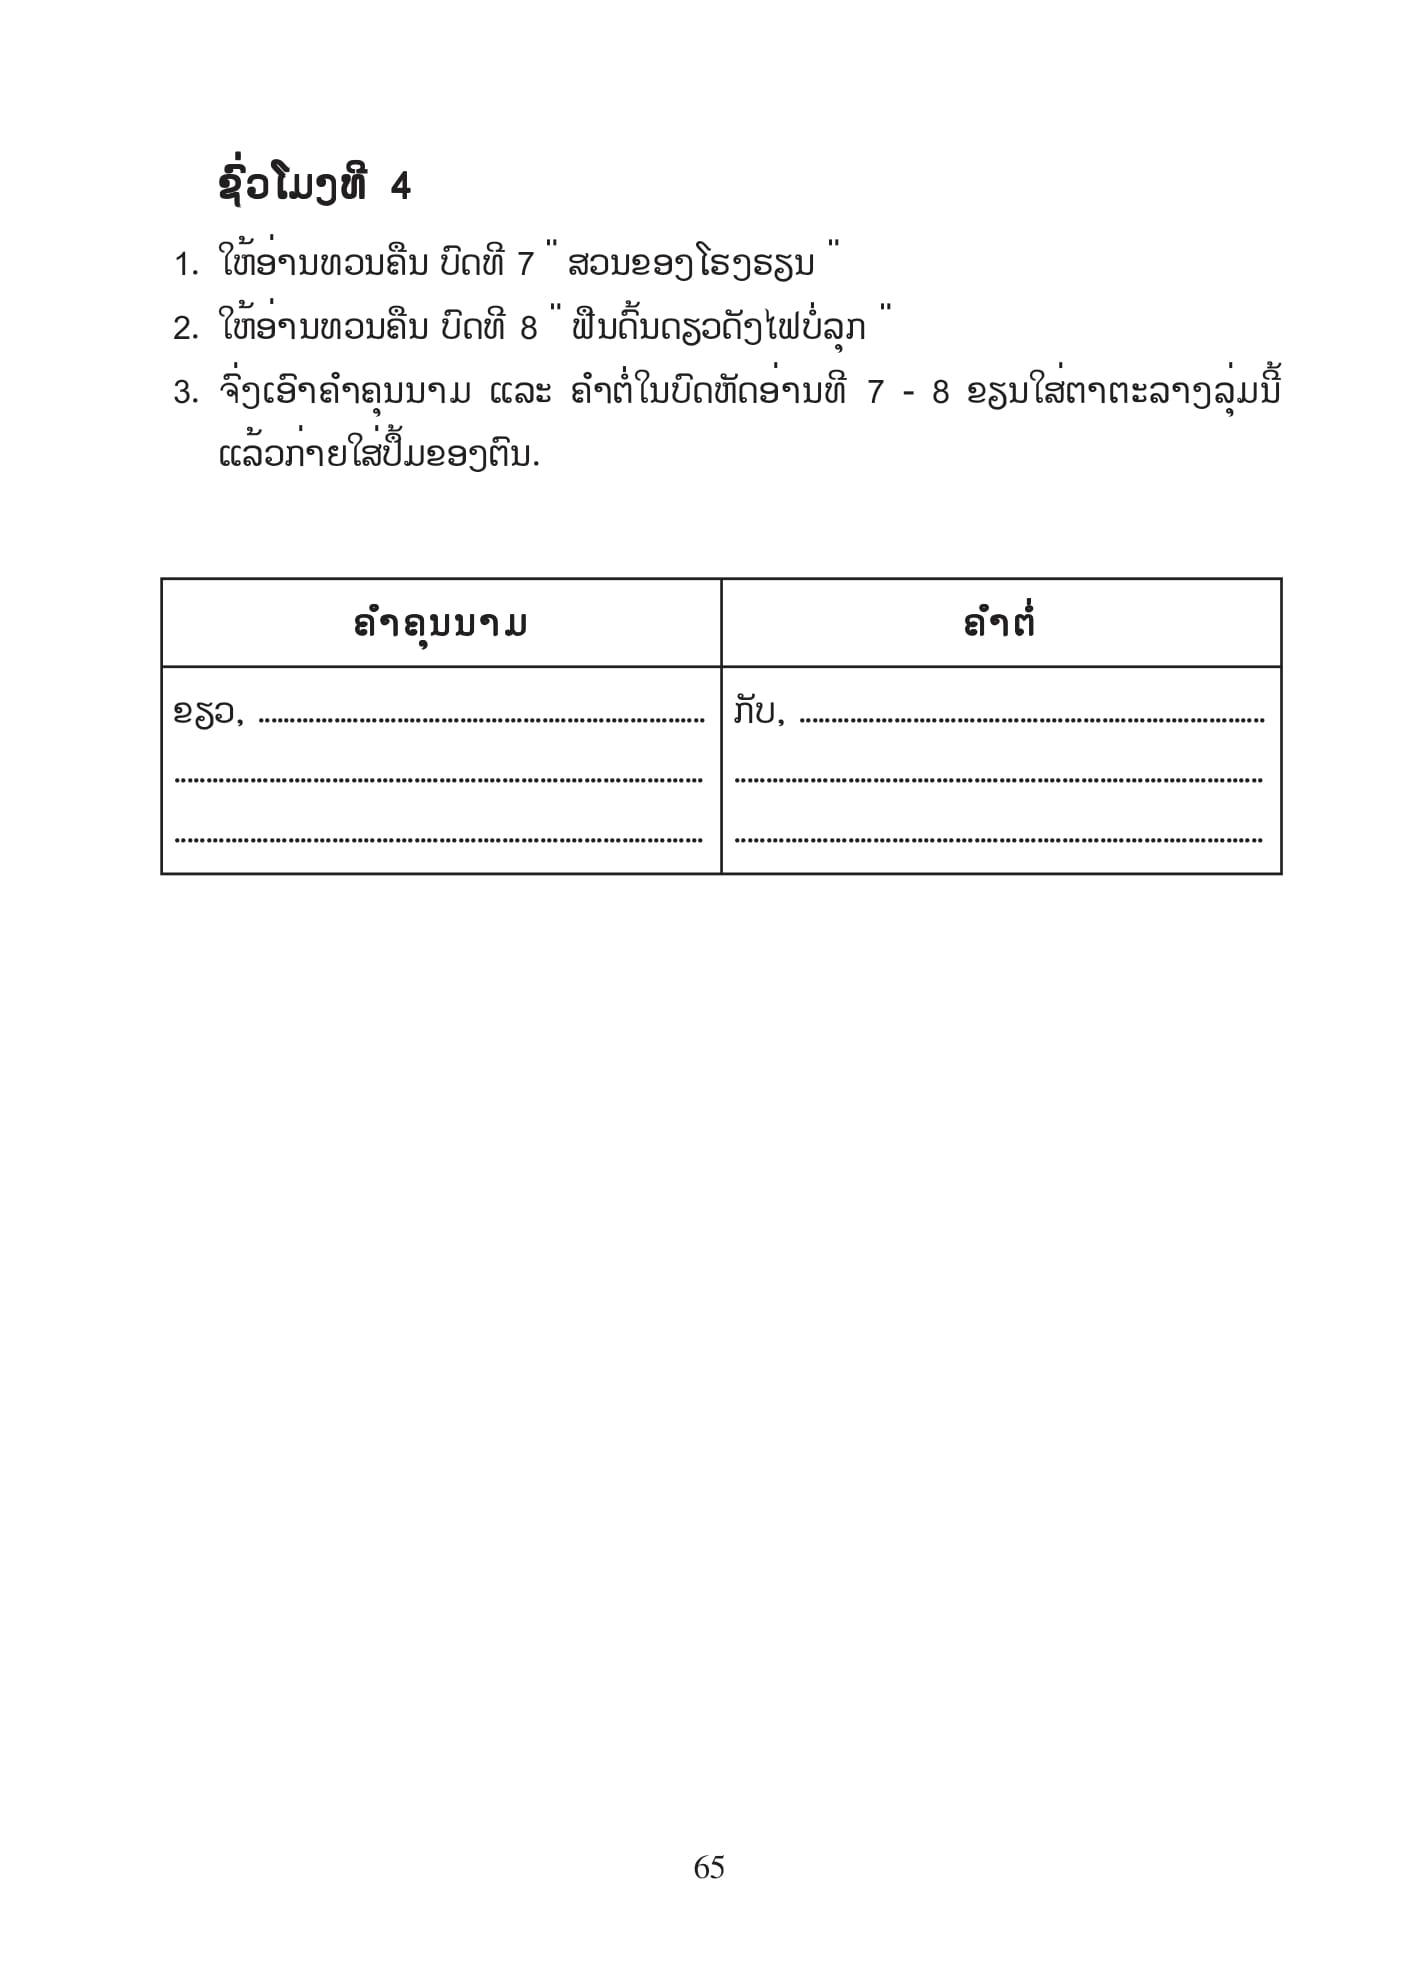 ຊົ່ວໂມງທີ 4
1. ໃຫ້ອ່ານທວນຄືນ ບົດທີ 7 " ສວນຂອງໂຮງຮຽນ "
2. ໃຫ້ອ່ານທວນຄືນ ບົດທີ 8 " ຟືນດົ້ນດຽວດັງໄຟບໍ່ລຸກ "
3. ຈົ່ງເອົາຄຳຄຸນນາມ ແລະ ຄຳຕໍ່ໃນບົດຫັດອ່ານທີ 7 - 8 ຂຽນໃສ່ຕາຕະລາງລຸ່ມນີ້
ແລ້ວກ່າຍໃສ່ປຶ້ມຂອງຕົນ.
ຄຳຄຸນນາມ ຄຳຕໍ່
ຂຽວ, ........................................ ກັບ, ........................................
........................................ ........................................
........................................ ........................................
65